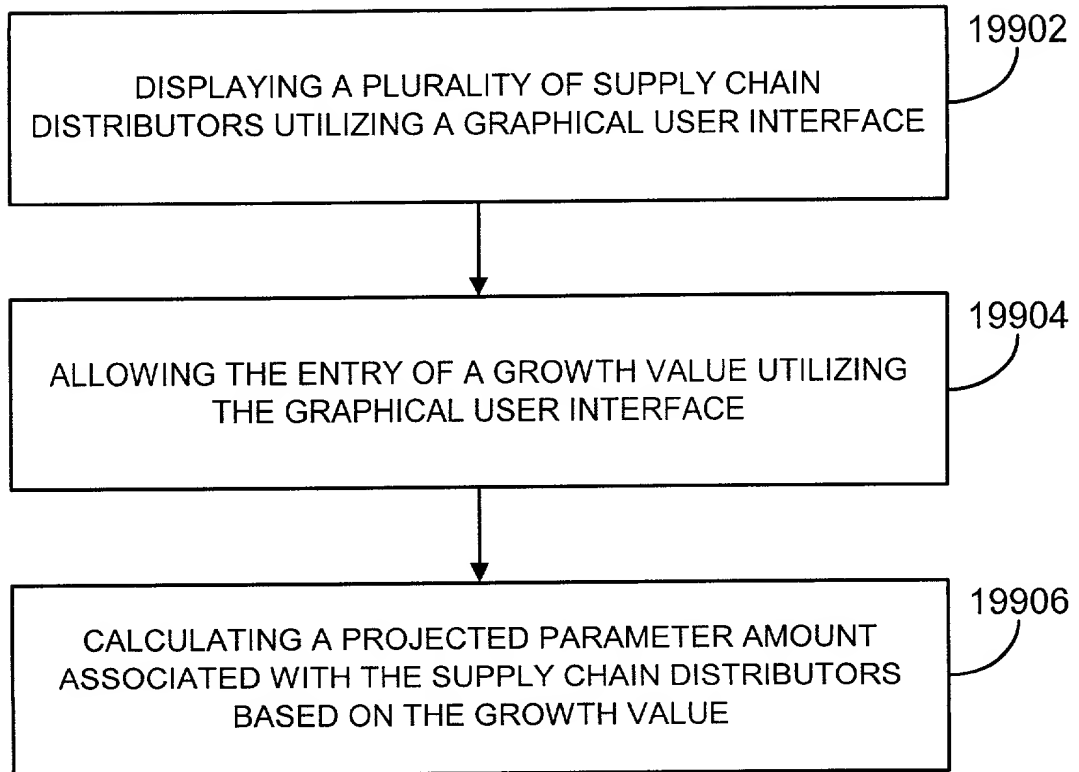 19902
DISPLAYING A PLURALITY OF SUPPLY CHAIN
DISTRIBUTORS UTILIZING A GRAPHICAL USER INTERFACE
19904
ALLOWING THE ENTRY OF A GROWTH VALUE UTILIZING
THE GRAPHICAL USER INTERFACE
19906
CALCULATING A PROJECTED PARAMETER AMOUNT
ASSOCIATED WITH THE SUPPLY CHAIN DISTRIBUTORS
BASED ON THE GROWTH VALUE